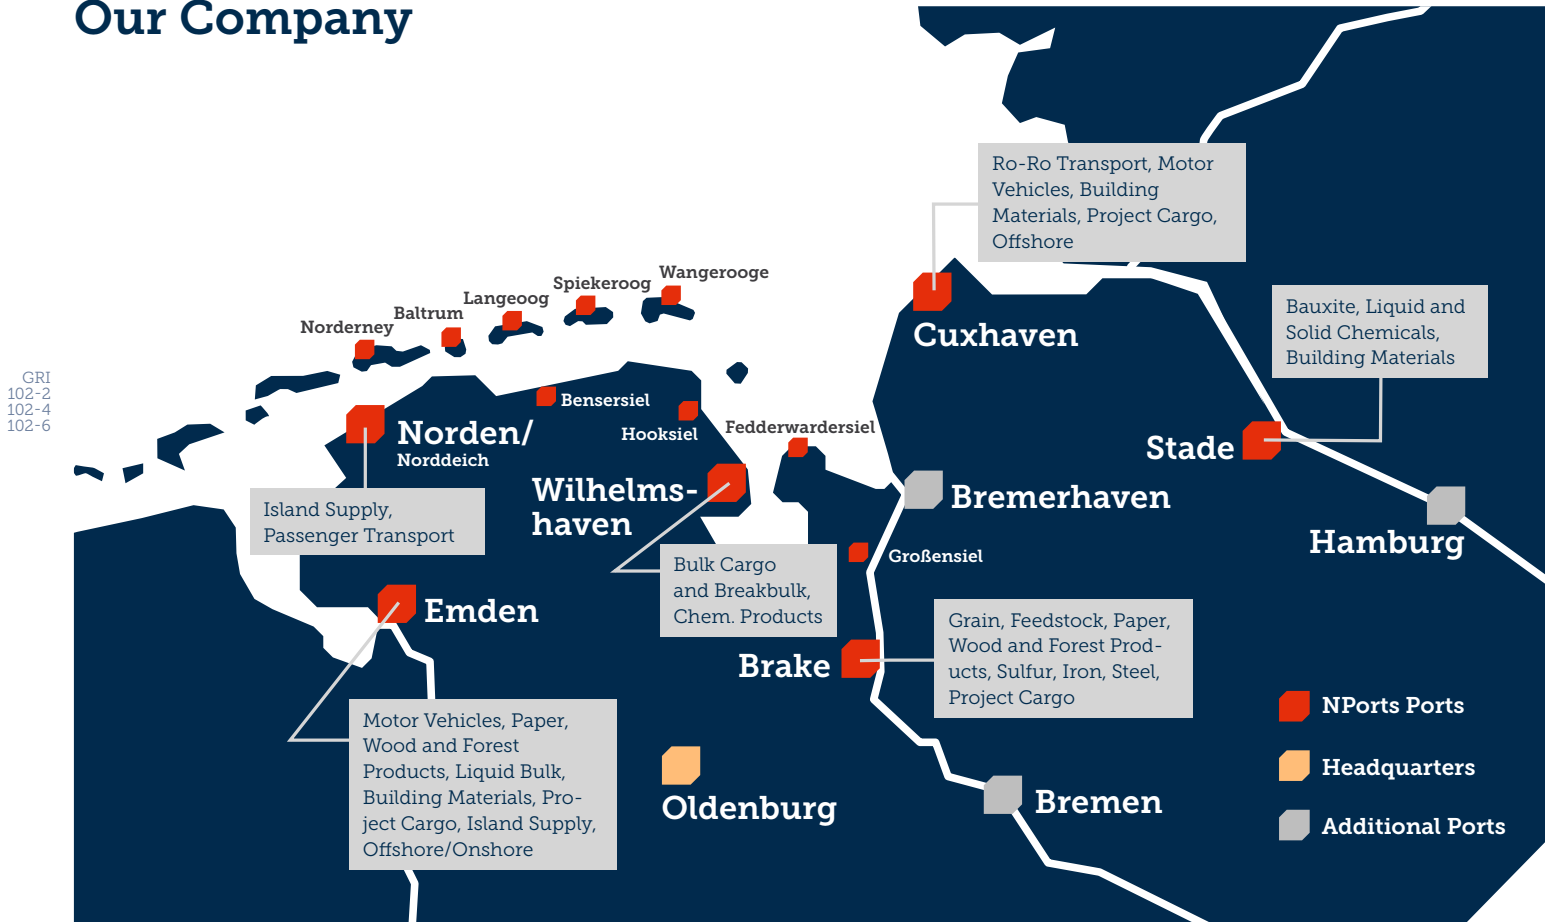 Our Company
GRI
102-2
102-4
102-6
Ro-Ro Transport, Motor
Vehicles, Building
Materials, Project Cargo,
Offshore
Wangerooge
Spiekeroog
Langeoog
Baltrum
Norderney
Cuxhaven
Bauxite, Liquid and
Solid Chemicals,
Building Materials
Bensersiel
Hooksiel
Fedderwardersiel
Norden/
Norddeich
Stade
Wilhelms-
haven
Bremerhaven
Island Supply,
Passenger Transport
Hamburg
Großensiel
Bulk Cargo
and Breakbulk,
Chem. Products
Emden
Grain, Feedstock, Paper,
Wood and Forest Prod-
ucts, Sulfur, Iron, Steel,
Project Cargo
Brake
Motor Vehicles, Paper,
Wood and Forest
Products, Liquid Bulk,
Building Materials, Pro-
ject Cargo, Island Supply,
Offshore/Onshore
Oldenburg
Bremen
NPorts Ports
Headquarters
Additional Ports